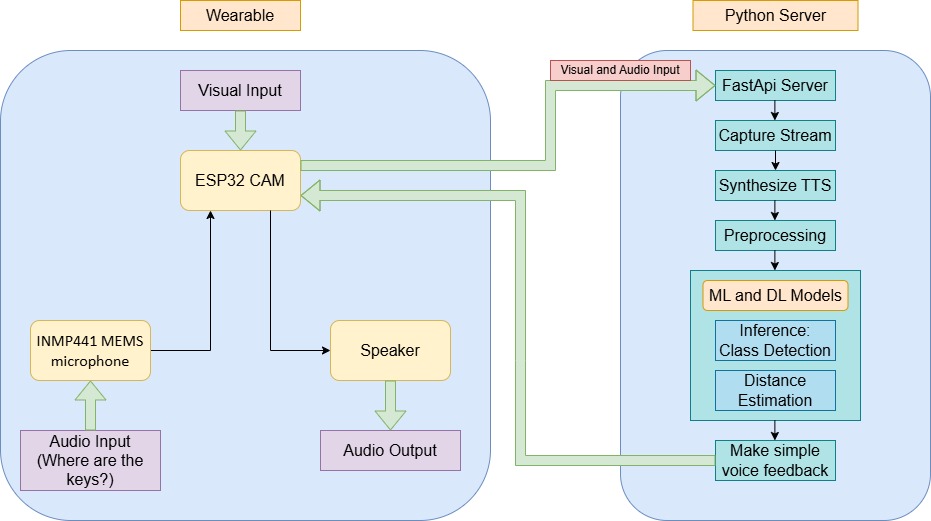 Wearable
Python Server
Visual Input
ESP32 CAM
INMP441 MEMS
microphone
Speaker
Audio Input
(Where are the
keys?)
Audio Output
Visual and Audio Input
FastApi Server
Capture Stream
Synthesize TTS
Preprocessing
ML and DL Models
Inference:
Class Detection
Distance
Estimation
Make simple
voice feedback